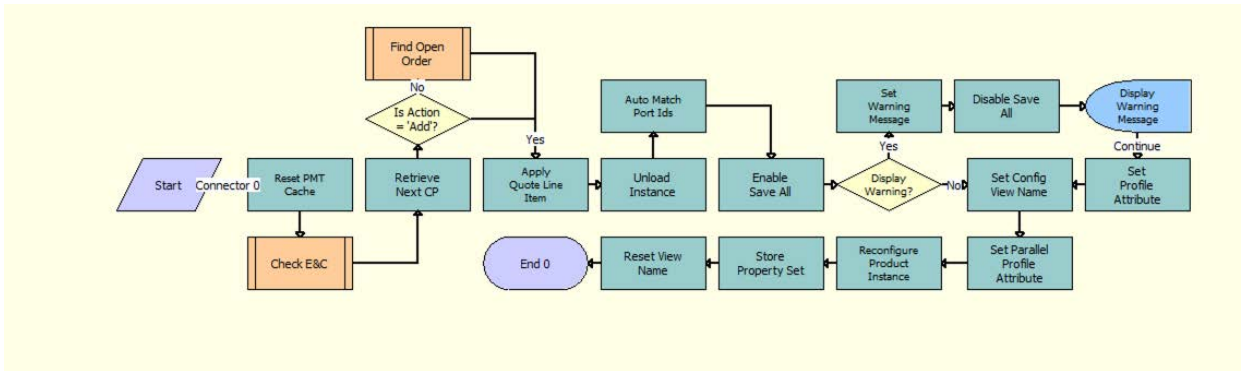 Start
Connector 0
Reset PMT
Cache
Check E&C
Retrieve
Next CP
Is Action
= 'Add'?
No
Find Open
Order
Yes
Apply
Quote Line
Item
Unload
Instance
Auto Match
Port Ids
Enable
Save All
Display
Warning?
Yes
Set
Warning
Message
Disable Save
All
Display
Warning
Message
Continue
Set
Profile
Attribute
No
Set Config
View Name
Set Parallel
Profile
Attribute
Reconfigure
Product
Instance
Store
Property Set
Reset View
Name
End 0